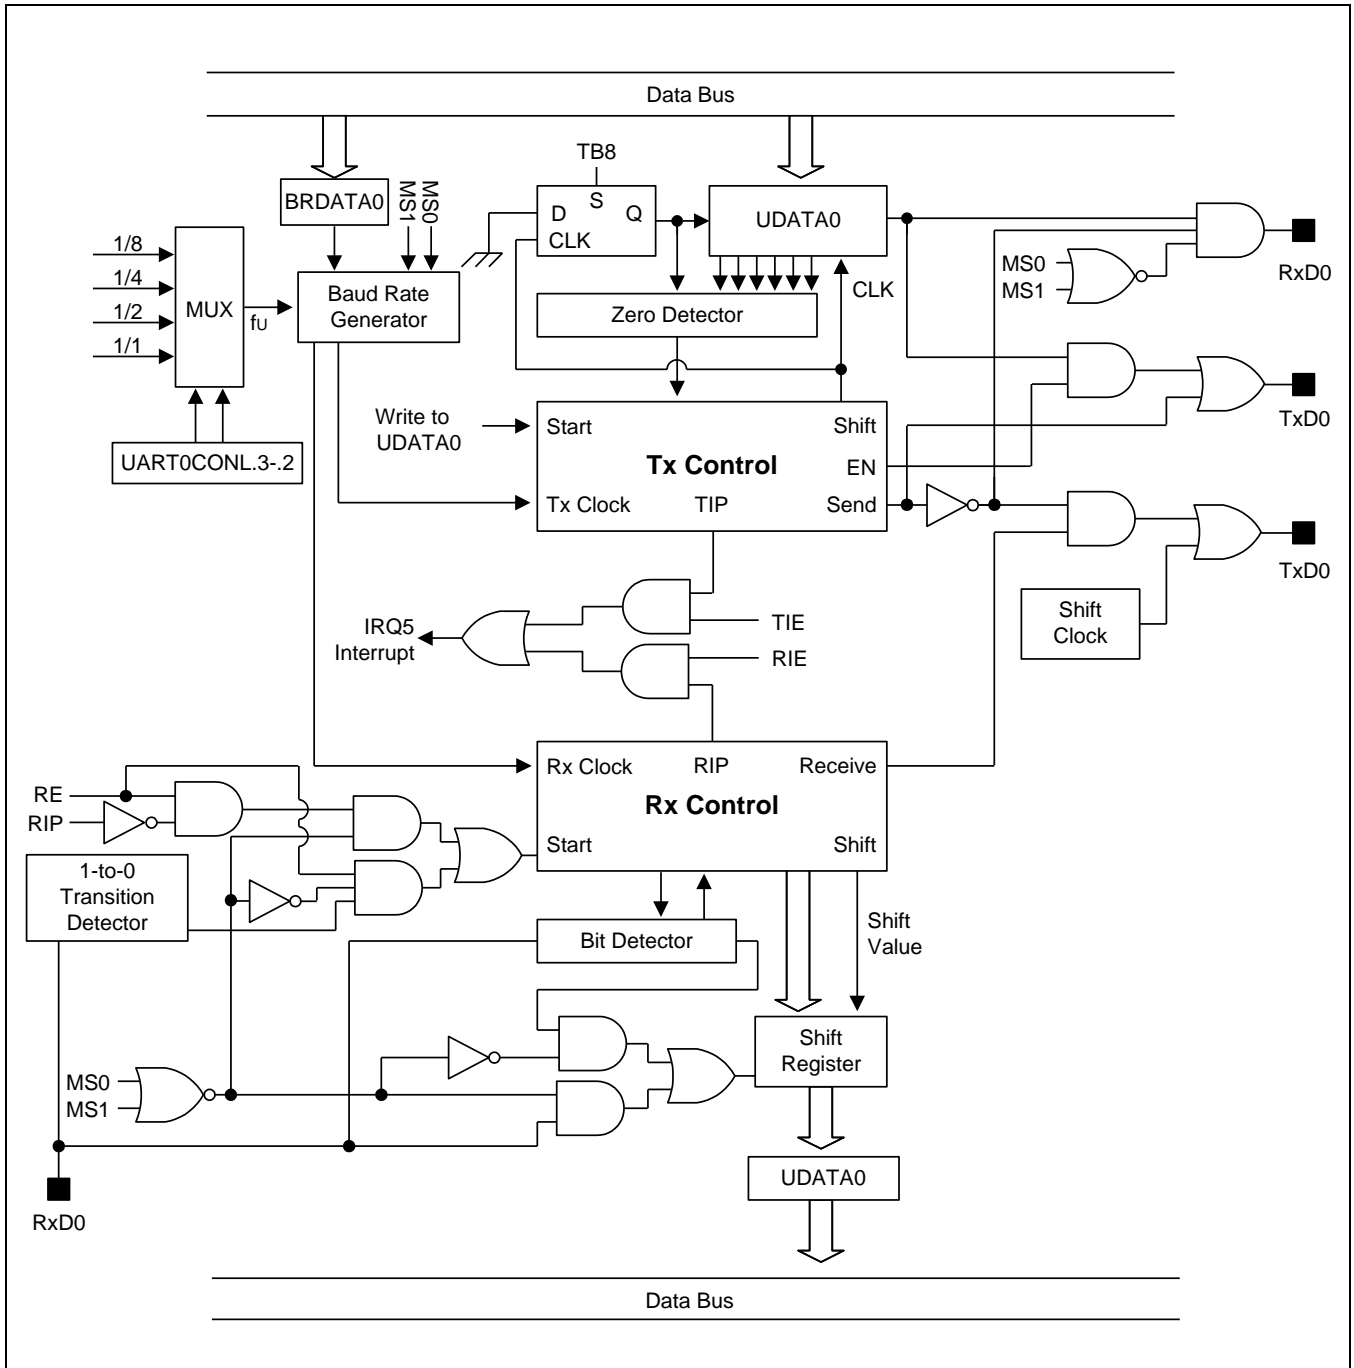 Data Bus
TB8
BRDATA0
MS1
MS0
D
S
Q
CLK
UDATA0
1/8
1/4
1/2
1/1
MUX
fU
Baud Rate
Generator
Zero Detector
CLK
MS0
MS1
RxD0
UART0CONL.3-.2
Write to
UDATA0
Start
Shift
Tx Control
EN
Tx Clock
TIP
Send
TxD0
TxD0
Shift
Clock
IRQ5
Interrupt
TIE
RIE
RE
RIP
Rx Clock
RIP
Receive
Rx Control
Start
Shift
1-to-0
Transition
Detector
Bit Detector
Shift
Value
Shift
Register
MS0
MS1
UDATA0
RxD0
Data Bus